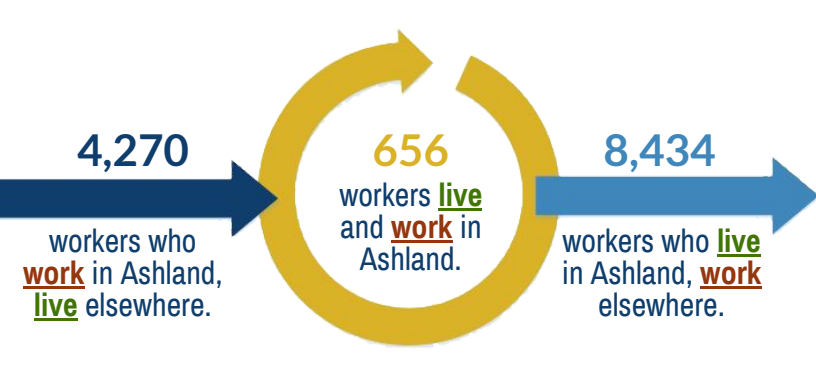 4,270
workers who
work in Ashland,
live elsewhere.
656
workers live
and work in
Ashland.
8,434
workers who live
in Ashland, work
elsewhere.